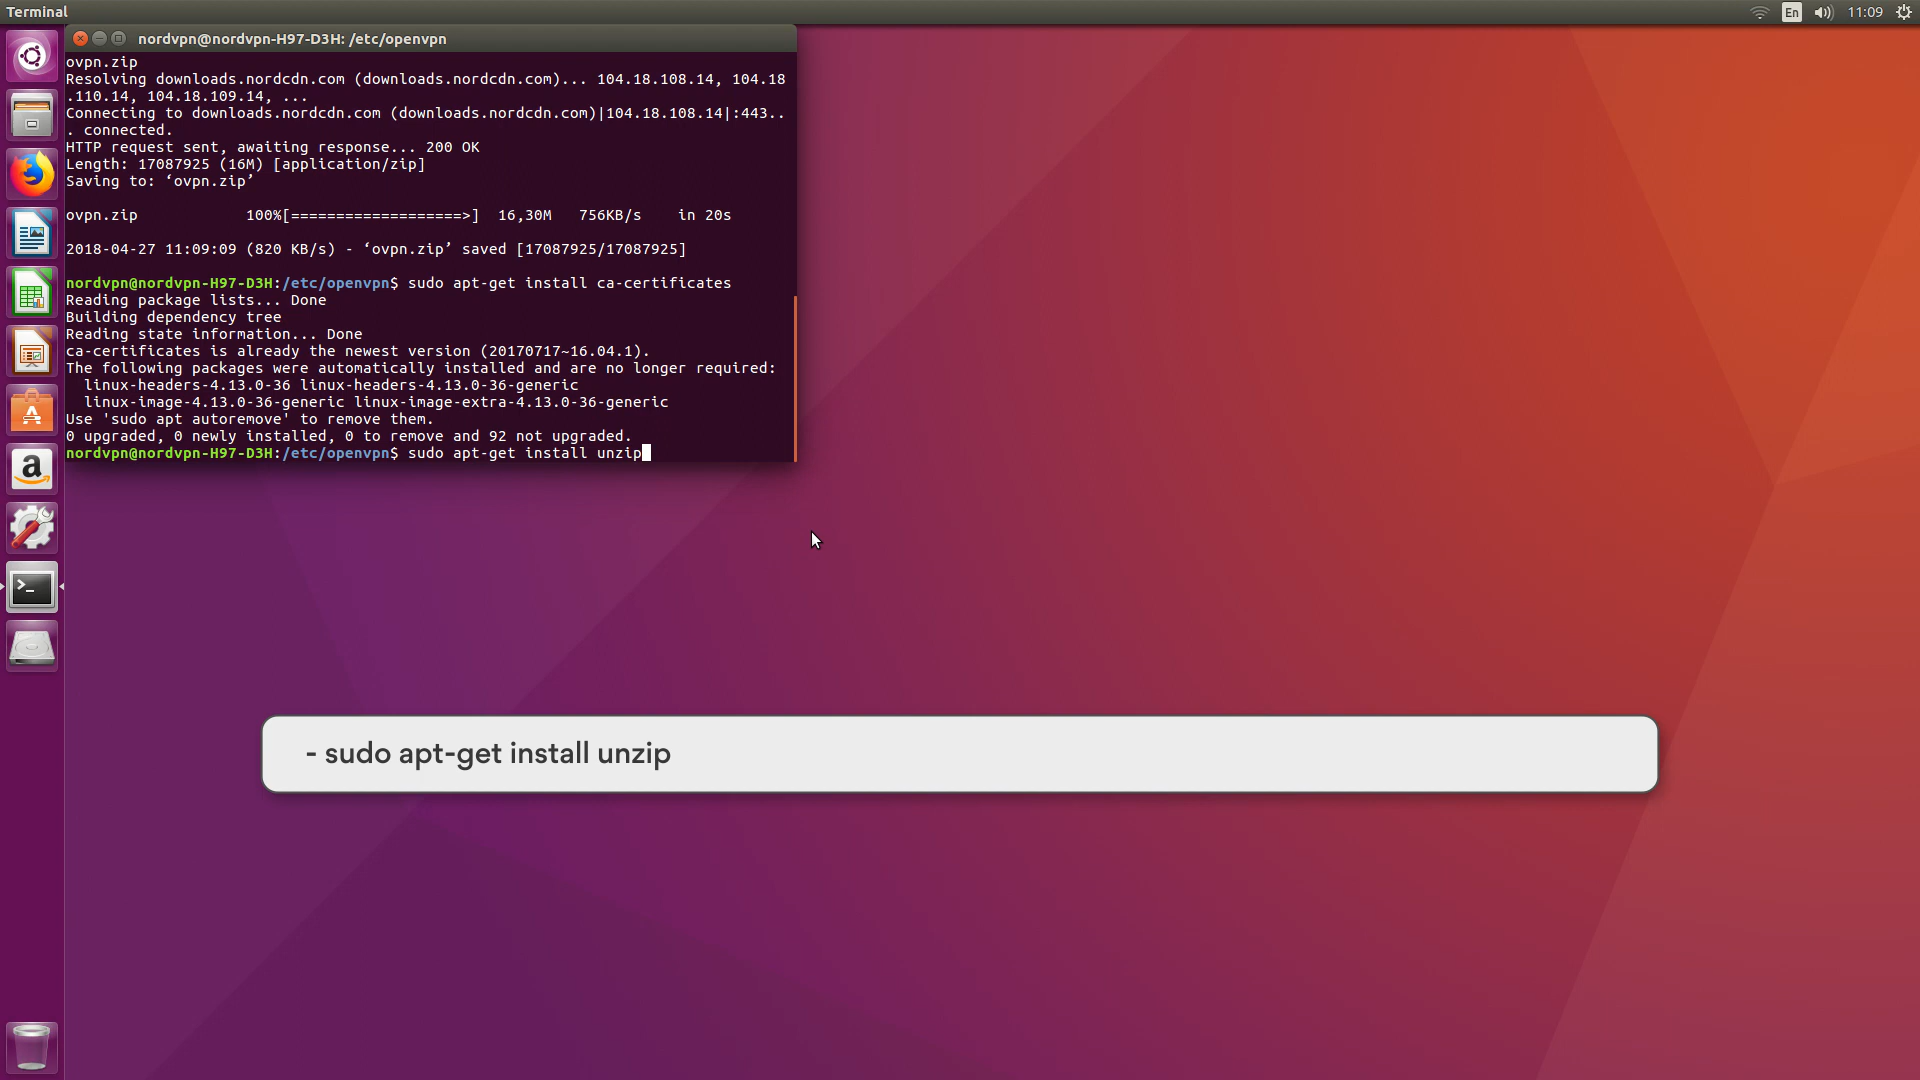 Terminal
En
11:09
nordvpn@nordvpn-H97-D3H: /etc/openvpn
ovpn.zip
Resolving downloads.nordcdn.com (downloads.nordcdn.com)... 104.18.108.14, 104.18
.110.14, 104.18.109.14, ...
Connecting to downloads.nordcdn.com (downloads.nordcdn.com)|104.18.108.14|:443..
. connected.
HTTP request sent, awaiting response... 200 OK
Length: 17087925 (16M) [application/zip]
Saving to: ‘ovpn.zip’
ovpn.zip            100%[===================>]  16,30M   756KB/s    in 20s
2018-04-27 11:09:09 (820 KB/s) - ‘ovpn.zip’ saved [17087925/17087925]
nordvpn@nordvpn-H97-D3H:/etc/openvpn$ sudo apt-get install ca-certificates
Reading package lists... Done
Building dependency tree
Reading state information... Done
ca-certificates is already the newest version (20170717~16.04.1).
The following packages were automatically installed and are no longer required:
  linux-headers-4.13.0-36 linux-headers-4.13.0-36-generic
  linux-image-4.13.0-36-generic linux-image-extra-4.13.0-36-generic
Use 'sudo apt autoremove' to remove them.
0 upgraded, 0 newly installed, 0 to remove and 92 not upgraded.
nordvpn@nordvpn-H97-D3H:/etc/openvpn$ sudo apt-get install unzip
- sudo apt-get install unzip